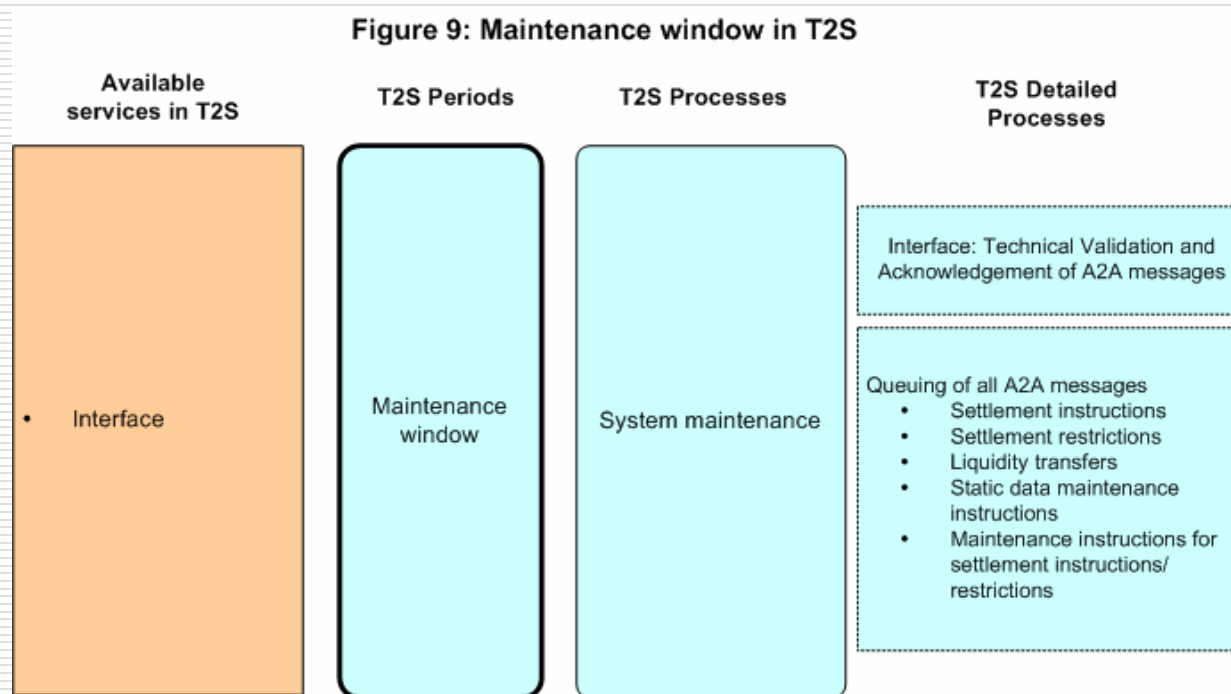 Figure 9: Maintenance window in T2S
Available
services in T2S
T2S Periods
T2S Processes
T2S Detailed
Processes
• Interface
Maintenance
window
System maintenance
Interface: Technical Validation and
Acknowledgement of A2A messages
Queuing of all A2A messages
• Settlement instructions
• Settlement restrictions
• Liquidity transfers
• Static data maintenance
instructions
• Maintenance instructions for
settlement instructions/
restrictions